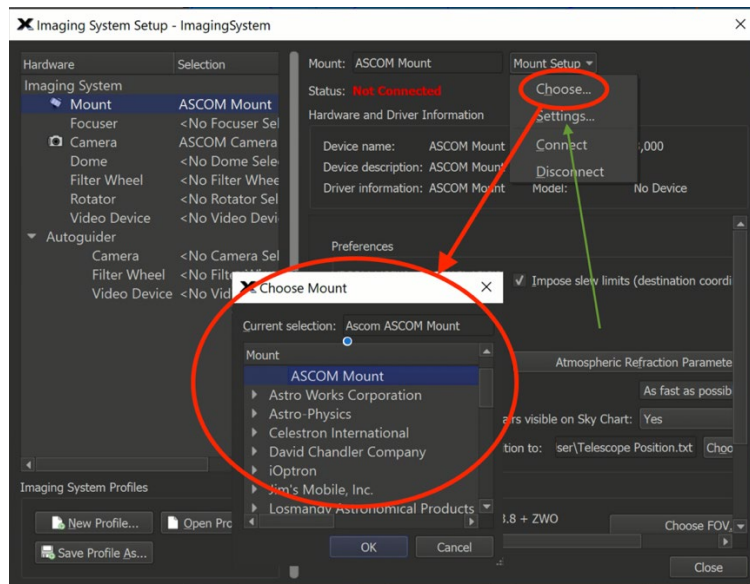 Imaging System Setup - ImagingSystem
Hardware Selection
Imaging System
Mount ASCOM Mount
Focuser <No Focuser Sel
Camera ASCOM Camera
Dome <No Dome Sele
Filter Wheel <No Filter Whee
Rotator <No Rotator Sel
Video Device <No Video Devi
Autoguider
Camera <No Camera Sel
Filter Wheel <No Filt
Video Device <No Vid
Imaging System Profiles
New Profile... Open Pro
Save Profile As...
Mount: ASCOM Mount Mount Setup
Status: Not Connected
Hardware and Driver Information
Device name: ASCOM Mount ,000
Device description: ASCOM Mount
Driver information: ASCOM Mount Model: No Device
Choose...
Settings...
Connect
Disconnect
Preferences
Impose slew limits (destination coordi
Atmospheric Refraction Paramete
As fast as possib
rs visible on Sky Chart: Yes
tion to: ser\Telescope Position.txt Choo
3.8 + ZWO Choose FOV,
Close
Choose Mount
Current selection: Ascom ASCOM Mount
Mount
ASCOM Mount
Astro Works Corporation
Astro-Physics
Celestron International
David Chandler Company
iOptron
Jim's Mobile, Inc.
Losmandy Astronomical Products
OK Cancel